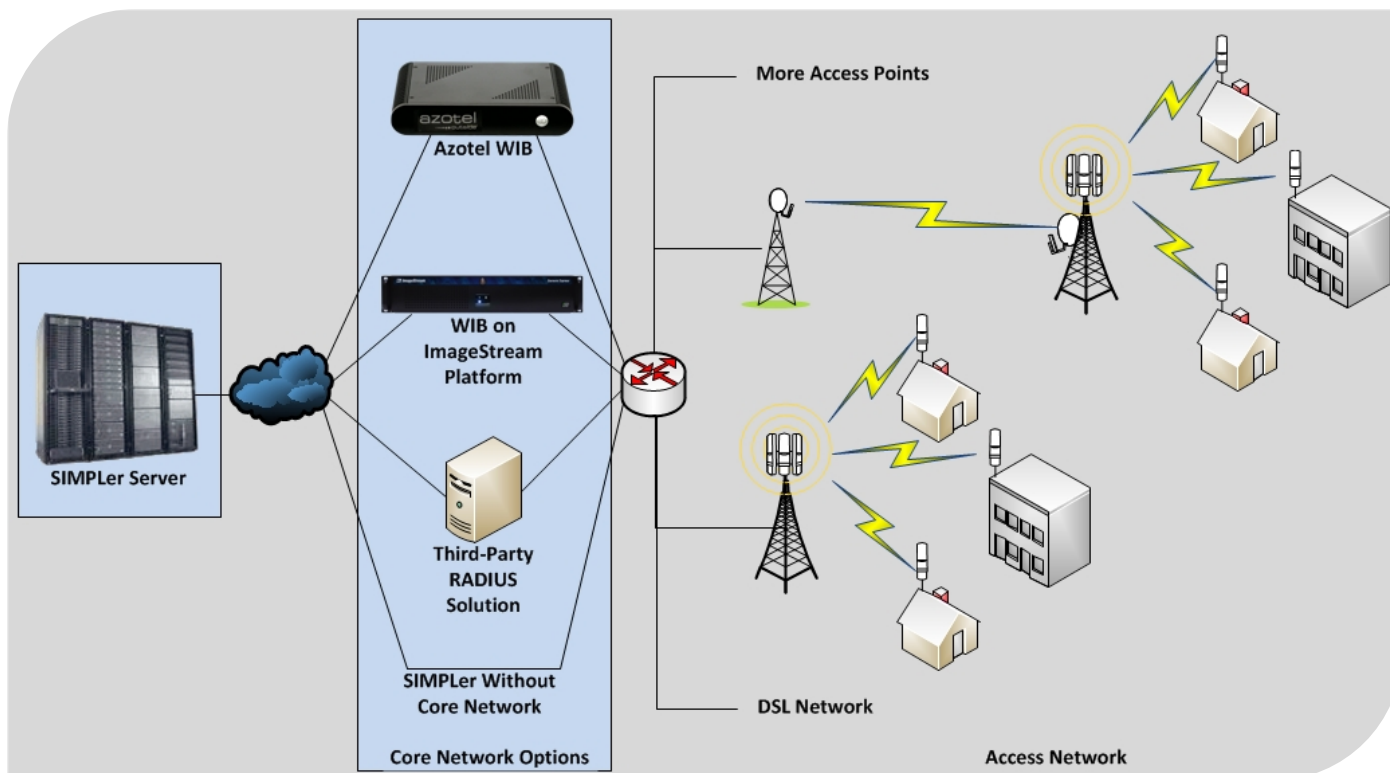 More Access Points
azotel
Azotel WIB
ImageStream
WIB on
ImageStream
Platform
SIMPLer Server
Third-Party
RADIUS
Solution
SIMPLer Without
Core Network
DSL Network
Core Network Options
Access Network